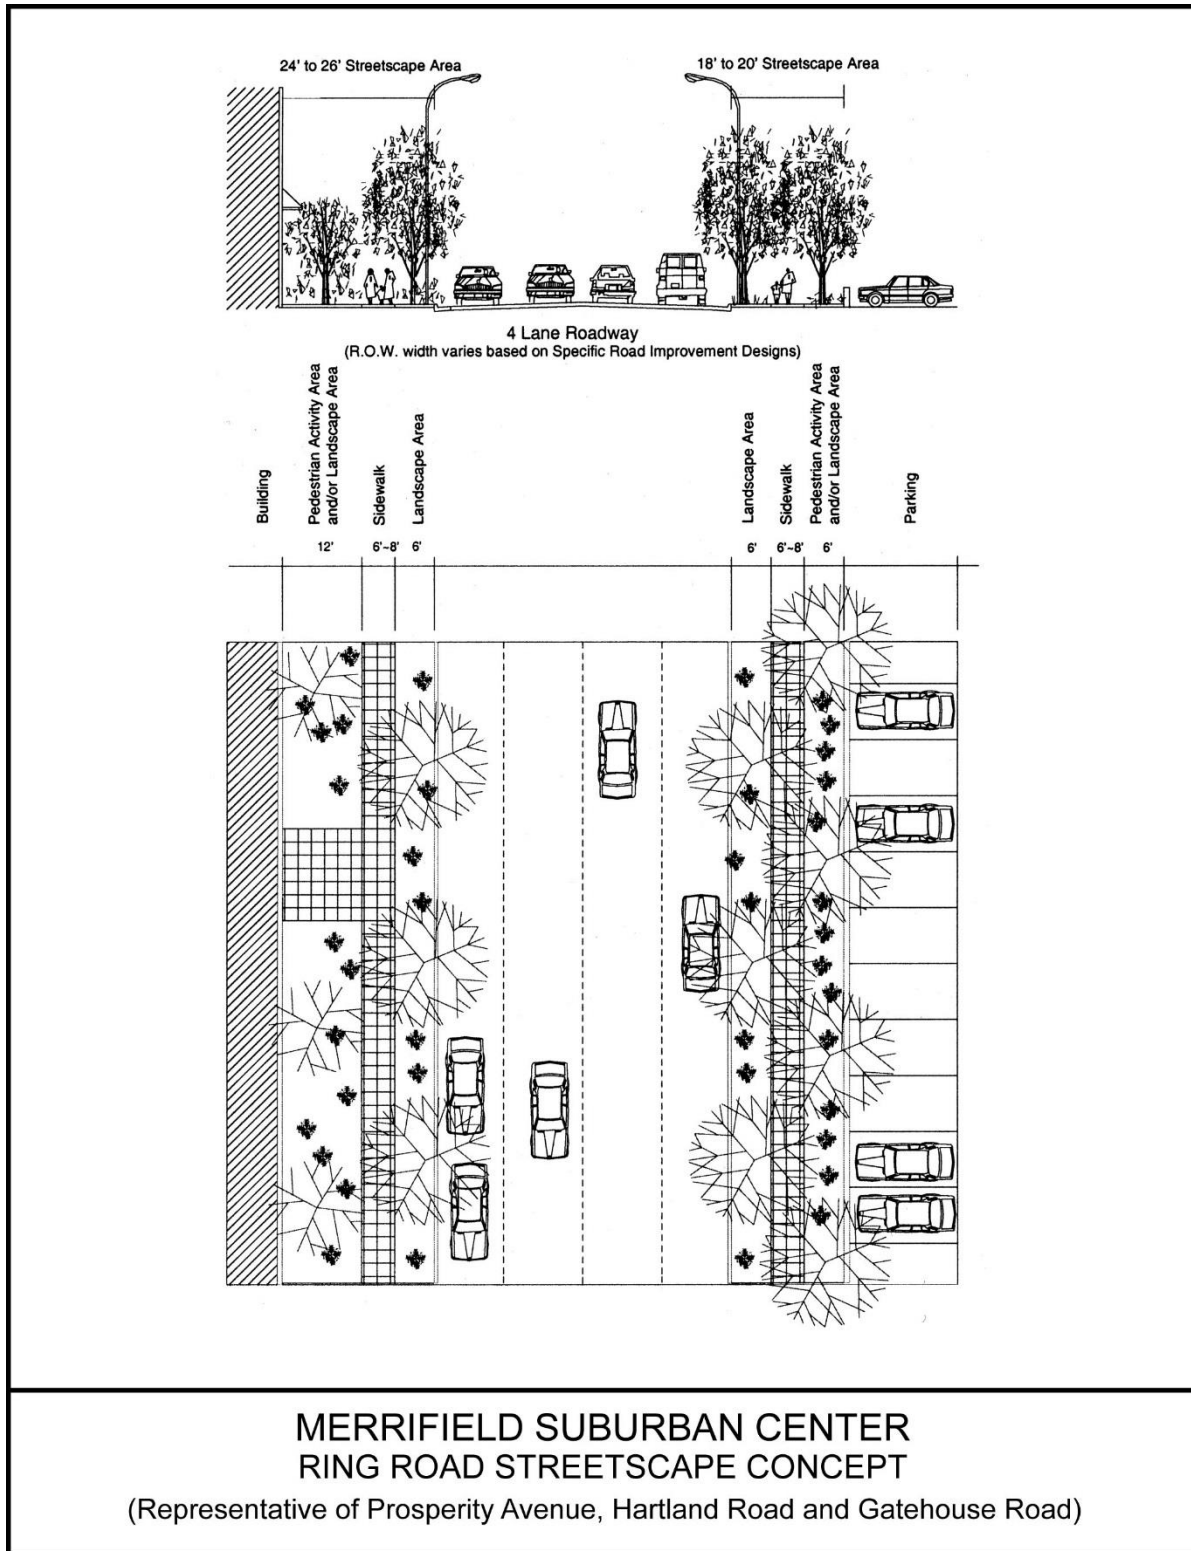 24' to 26' Streetscape Area
18' to 20' Streetscape Area
4 Lane Roadway
(R.O.W. width varies based on Specific Road Improvement Designs)
Building
Pedestrian Activity Area
and/or Landscape Area
Sidewalk
Landscape Area
Landscape Area
Sidewalk
Pedestrian Activity Area
and/or Landscape Area
Parking
12'
6'~8'
6'
6'
6'~8'
6'
MERRIFIELD SUBURBAN CENTER
RING ROAD STREETSCAPE CONCEPT
(Representative of Prosperity Avenue, Hartland Road and Gatehouse Road)